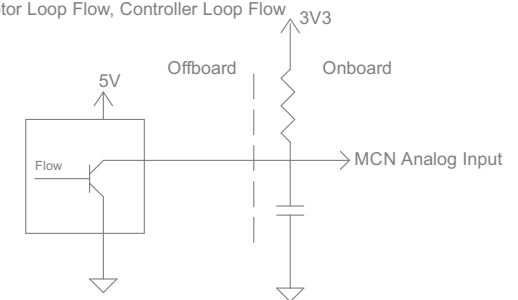 tor Loop Flow, Controller Loop Flow
3V3
Offboard
Onboard
5V
Flow
MCN Analog Input